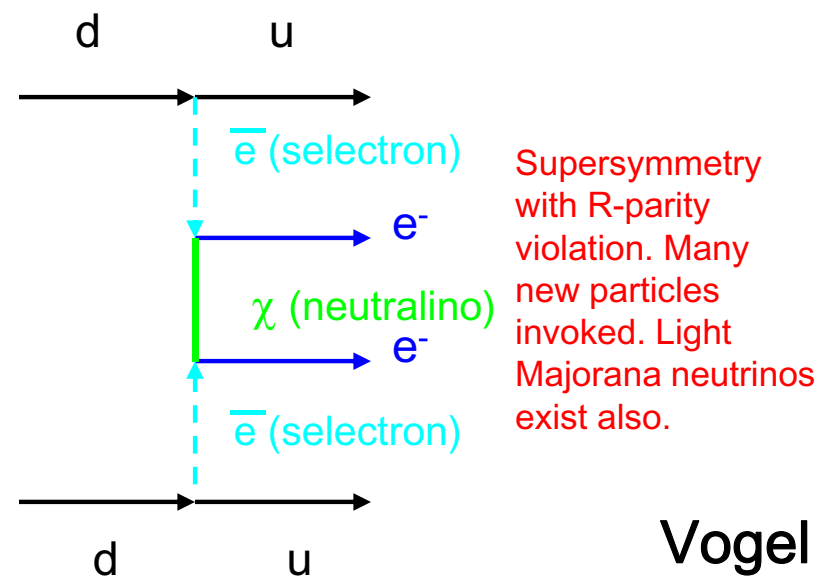 d u
e̅ (selectron)
e-
χ (neutralino)
e-
e̅ (selectron)
d u
Supersymmetry
with R-parity
violation. Many
new particles
invoked. Light
Majorana neutrinos
exist also.
Vogel